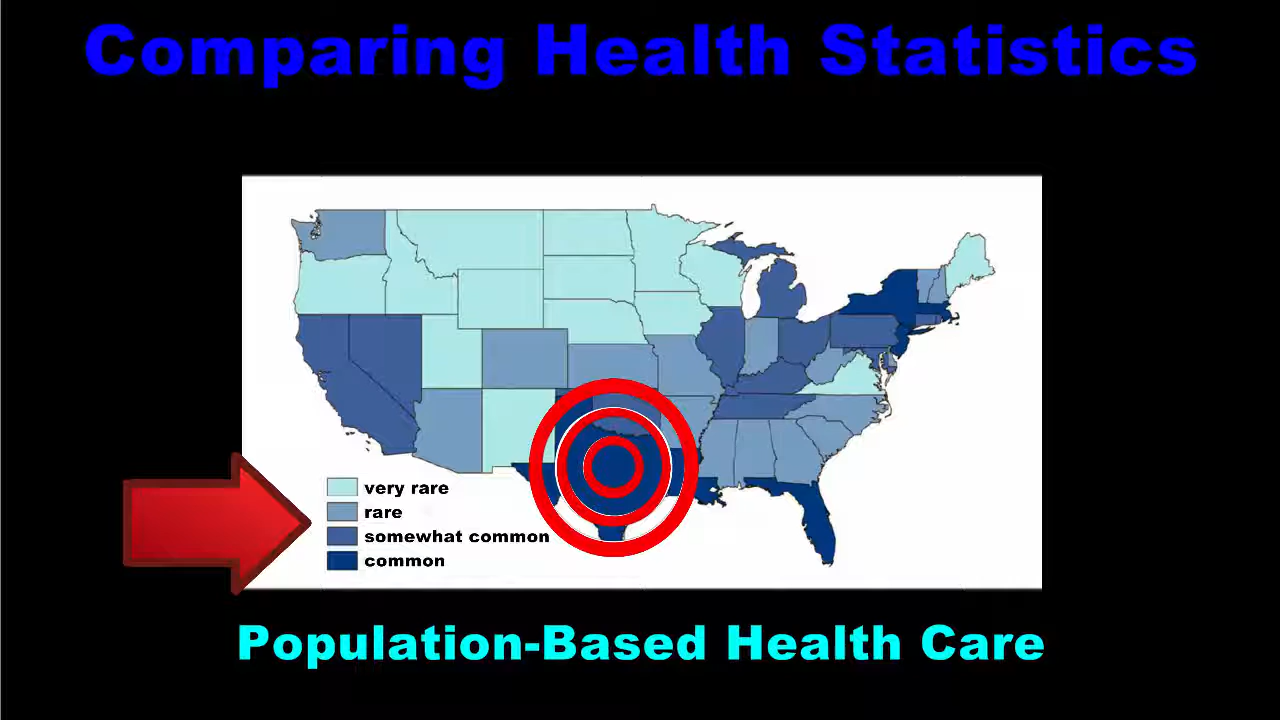 Comparing Health Statistics
very rare
rare
somewhat common
common
Population-Based Health Care